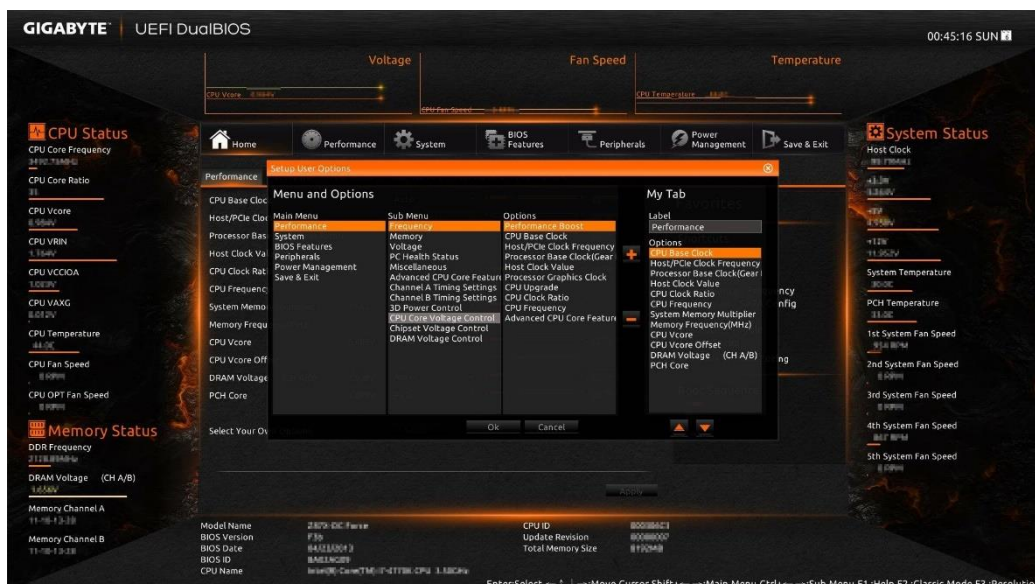 GIGABYTE UEFI DualBIOS
00:45:16 SUN
Voltage
Fan Speed
Temperature
CPU Vcore
CPU Fan Speed
CPU Temperature
Home
Performance
System
BIOS Features
Peripherals
Power Management
Save & Exit
CPU Status
CPU Core Frequency
CPU Core Ratio
CPU Vcore
CPU VRIN
CPU VCCIOA
CPU VAXG
CPU Temperature
CPU Fan Speed
CPU OPT Fan Speed
Memory Status
DDR Frequency
DRAM Voltage (CH A/B)
Memory Channel A
Memory Channel B
Performance
CPU Base Cloc
Host/PCIe Cloc
Processor Bas
Host Clock Va
CPU Clock Rat
CPU Frequenc
System Memo
Memory Frequ
CPU Vcore
CPU Vcore Off
DRAM Voltage
PCH Core
Select Your Ov
Setup User Options
Menu and Options
Main Menu
Performance
System
BIOS Features
Peripherals
Power Management
Save & Exit
Sub Menu
Frequency
Memory
Voltage
PC Health Status
Miscellaneous
Advanced CPU Core Featur
Channel A Timing Settings
Channel B Timing Settings
3D Power Control
CPU Core Voltage Control
Chipset Voltage Control
DRAM Voltage Control
Options
Performance Boost
CPU Base Clock
Host/PCIe Clock Frequency
Processor Base Clock(Gear
Host Clock Value
Processor Graphics Clock
CPU Upgrade
CPU Clock Ratio
CPU Frequency
Advanced CPU Core Feature
My Tab
Label
Performance
Options
CPU Base Clock
Host/PCIe Clock Frequency
Processor Base Clock(Gear
Host Clock Value
CPU Clock Ratio
CPU Frequency
System Memory Multiplier
Memory Frequency(MHz)
CPU Vcore
CPU Vcore Offset
DRAM Voltage (CH A/B)
PCH Core
Ok
Cancel
ncy
nfig
ng
Apply
System Status
Host Clock
System Temperature
PCH Temperature
1st System Fan Speed
2nd System Fan Speed
3rd System Fan Speed
4th System Fan Speed
5th System Fan Speed
Model Name
BIOS Version
BIOS Date
BIOS ID
CPU Name
CPU ID
Update Revision
Total Memory Size